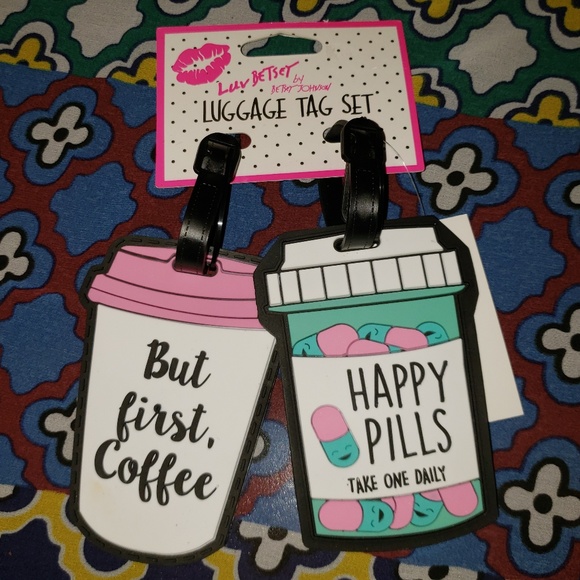 Luv BETSEY
by
BETSEY JOHNSON
LUGGAGE TAG SET
But
first,
Coffee
HAPPY
PILLS
TAKE ONE DAILY